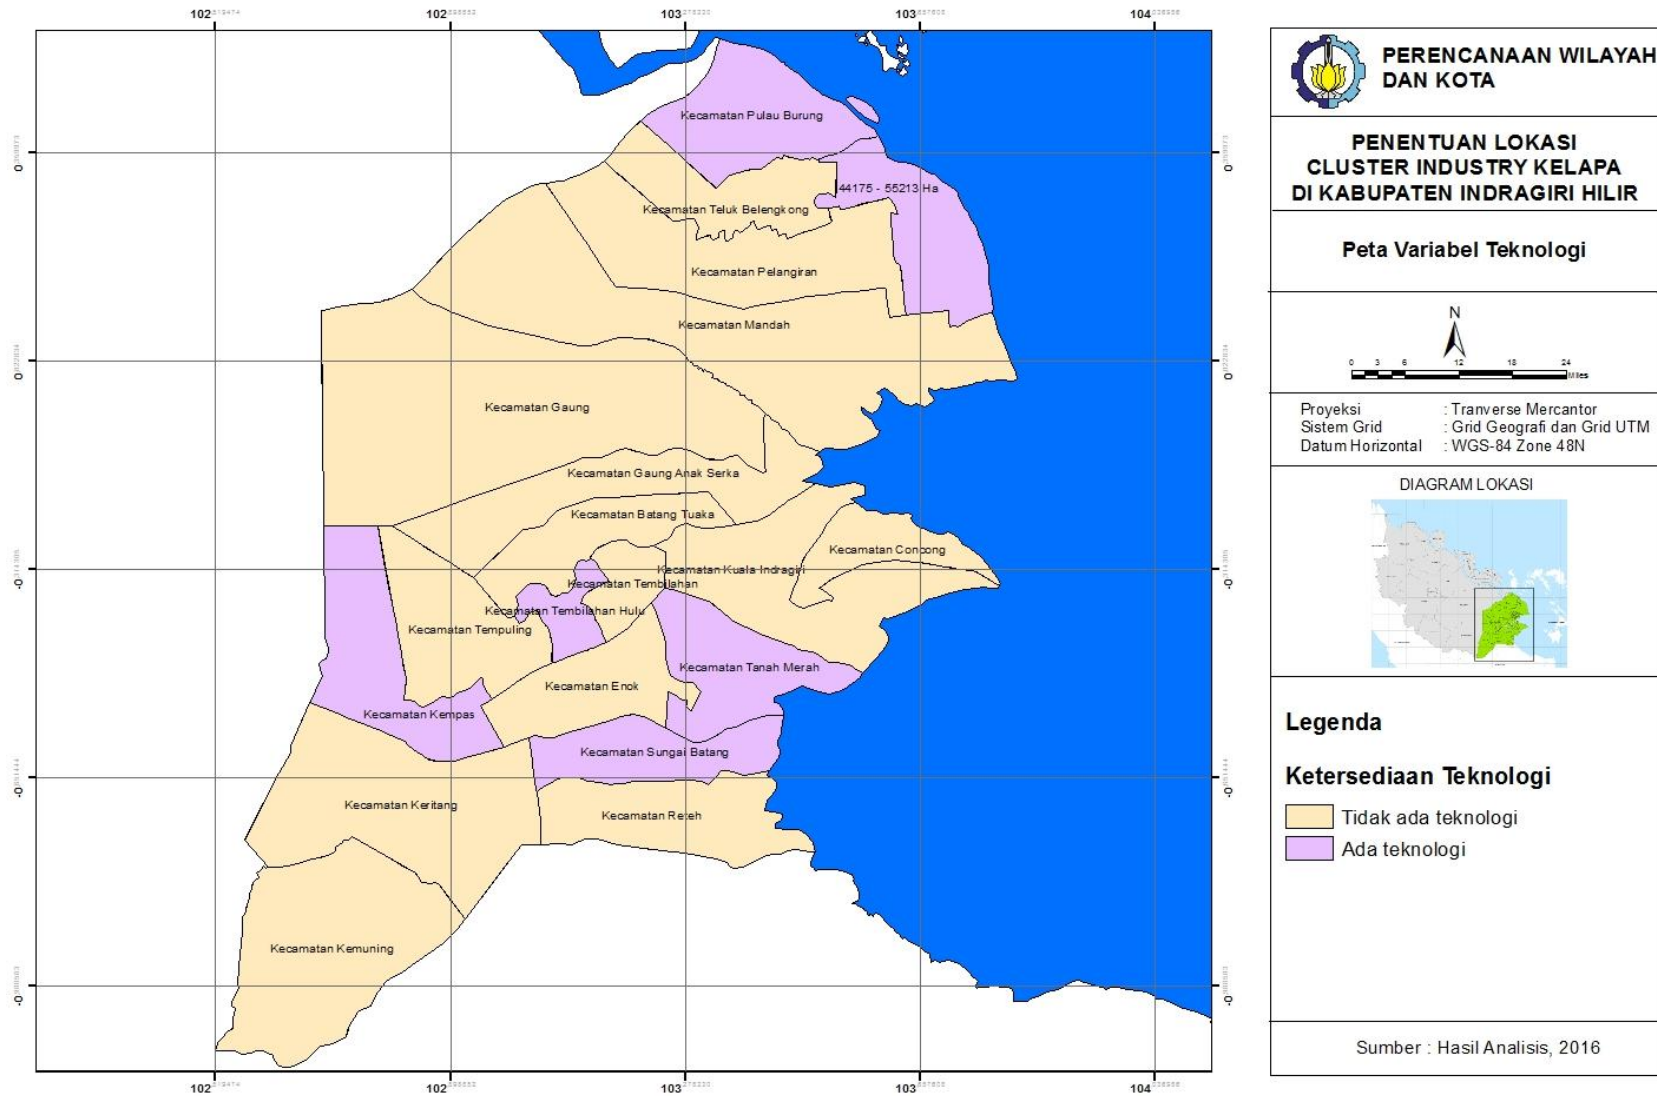 102 102 103 103 104
PERENCANAAN WILAYAH
DAN KOTA
PENENTUAN LOKASI
CLUSTER INDUSTRY KELAPA
DI KABUPATEN INDRAGIRI HILIR
Peta Variabel Teknologi
N
0 3 6 12 18 24
Miles
Proyeksi : Tranverse Mercantor
Sistem Grid : Grid Geografi dan Grid UTM
Datum Horizontal : WGS-84 Zone 48N
DIAGRAM LOKASI
Legenda
Ketersediaan Teknologi
Tidak ada teknologi
Ada teknologi
Sumber : Hasil Analisis, 2016
Kecamatan Pulau Burung
44175 - 55213 Ha
Kecamatan Teluk Belengkong
Kecamatan Pelangiran
Kecamatan Mandah
Kecamatan Gaung
Kecamatan Gaung Anak Serka
Kecamatan Batang Tuaka
Kecamatan Concong
Kecamatan Kuala Indragiri
Kecamatan Tembilahan
Kecamatan Tembilahan Hulu
Kecamatan Tempuling
Kecamatan Tanah Merah
Kecamatan Enok
Kecamatan Kempas
Kecamatan Sungai Batang
Kecamatan Keritang
Kecamatan Reteh
Kecamatan Kemuning
102 102 103 103 104